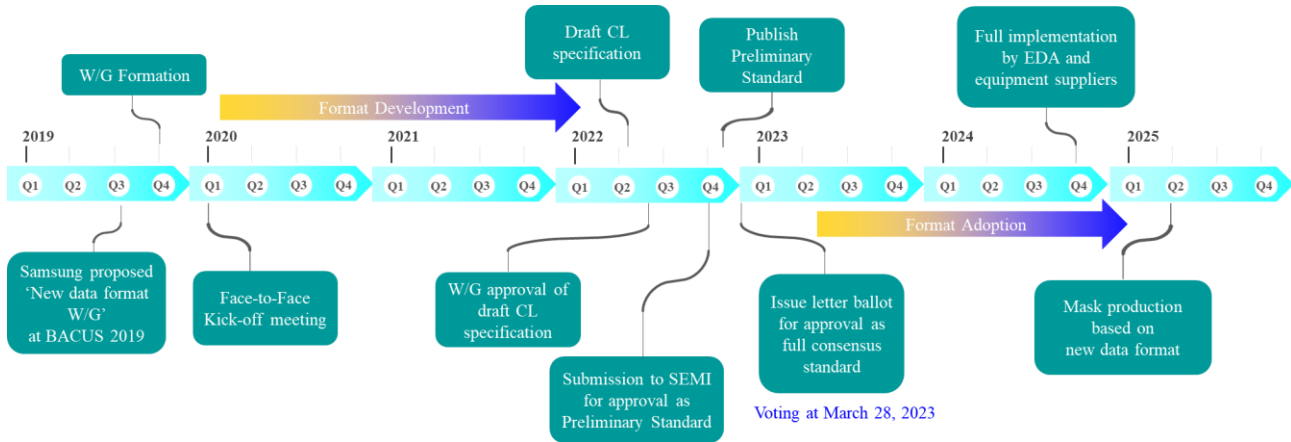 Draft CL
specification
Publish
Preliminary
Standard
Full implementation
by EDA and
equipment suppliers
W/G Formation
Format Development
2019
2020
2021
2022
2023
2024
2025
Q1 Q2 Q3 Q4 Q1 Q2 Q3 Q4 Q1 Q2 Q3 Q4 Q1 Q2 Q3 Q4 Q1 Q2 Q3 Q4 Q1 Q2 Q3 Q4 Q1 Q2 Q3 Q4
Format Adoption
Samsung proposed
‘New data format
W/G’
at BACUS 2019
Face-to-Face
Kick-off meeting
W/G approval of
draft CL
specification
Submission to SEMI
for approval as
Preliminary Standard
Issue letter ballot
for approval as
full consensus
standard
Voting at March 28, 2023
Mask production
based on
new data format